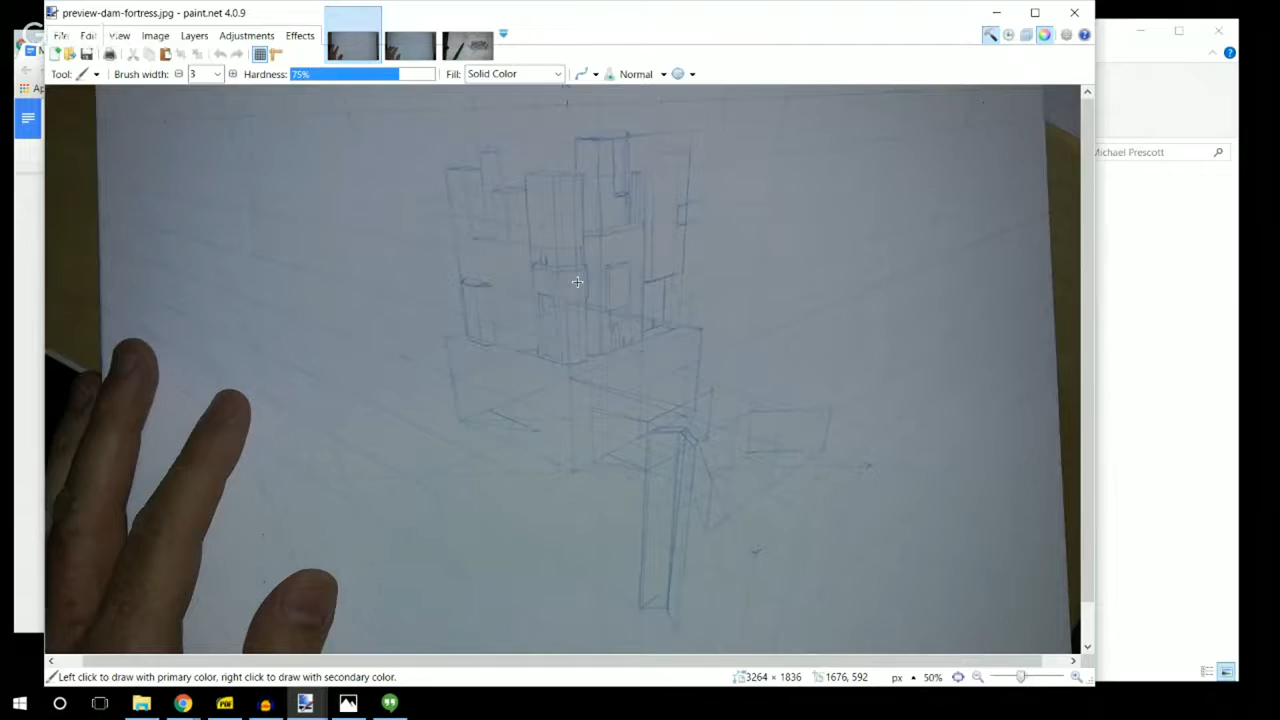 preview-dam-fortress.jpg - paint.net 4.0.9
File Edit View Image Layers Adjustments Effects
Tool: Brush width: 3 Hardness: 75% Fill: Solid Color Normal
Michael Prescott
Left click to draw with primary color, right click to draw with secondary color.
3264 × 1836 1676, 592 px 50%
PDF